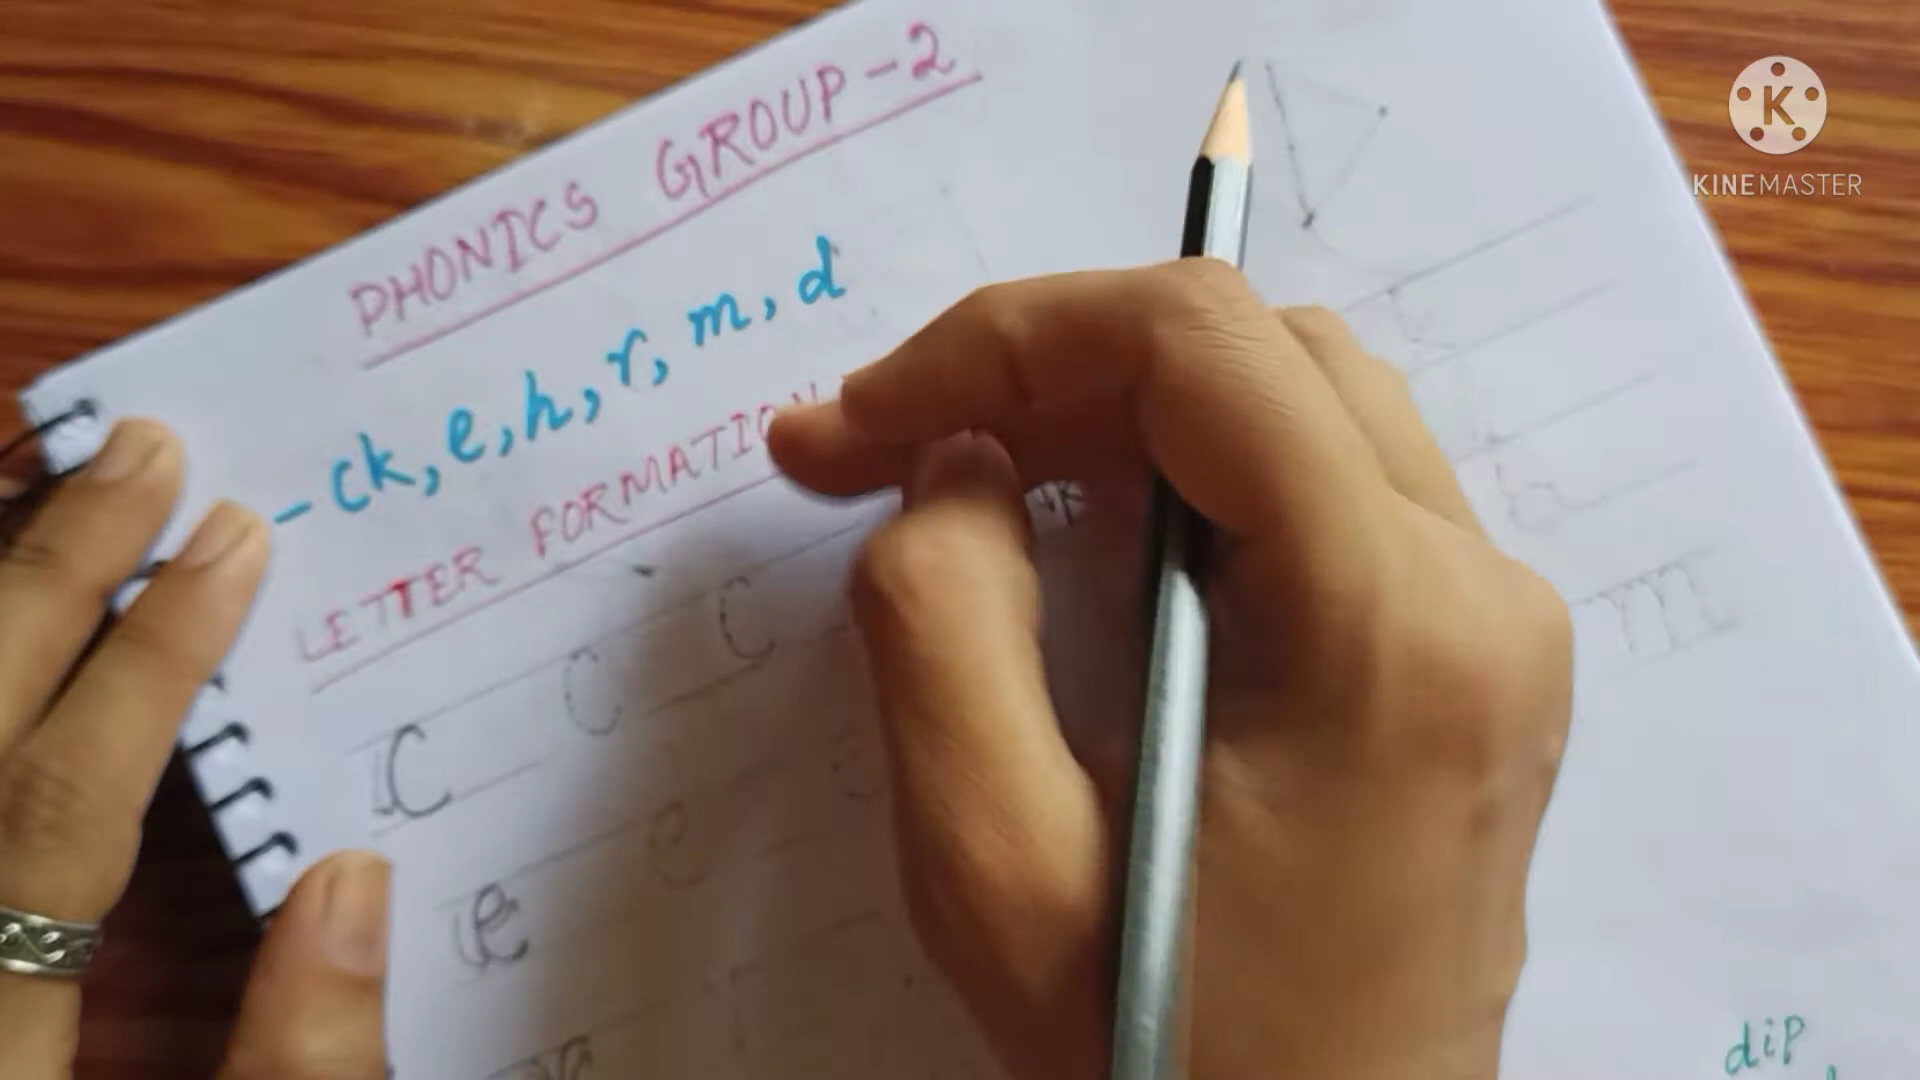 PHONICS GROUP-2
-ck, e, h, r, m, d
LETTER FORMATION
c c c
k
e e e
h
m
dip
KINEMASTER